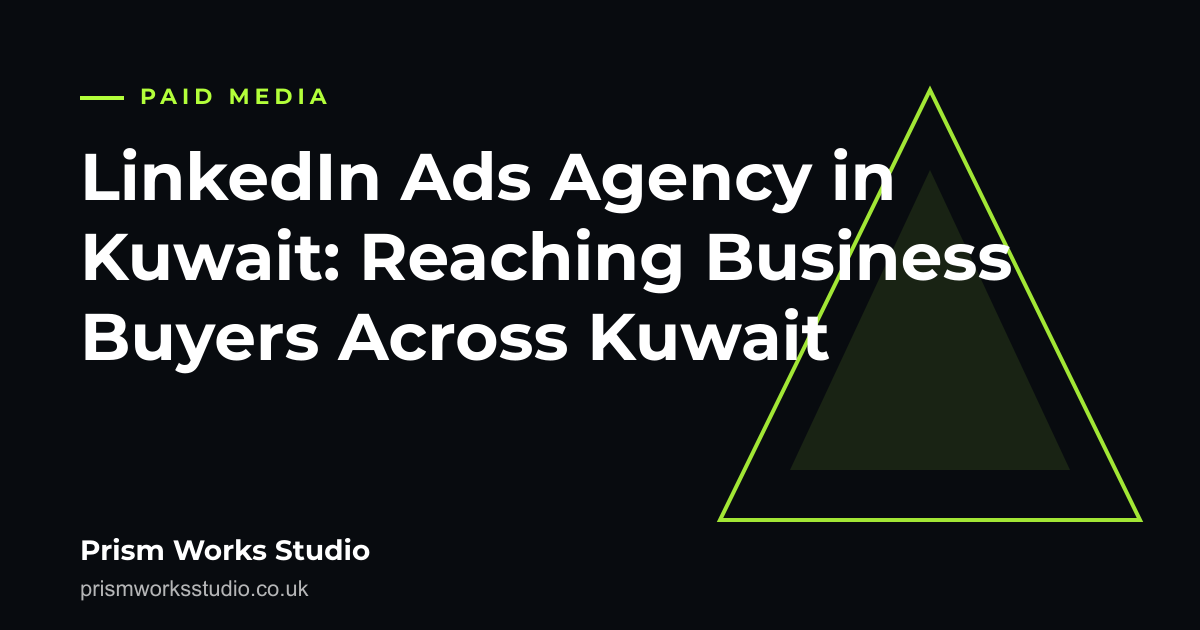 PAID MEDIA
LinkedIn Ads Agency in
Kuwait: Reaching Business
Buyers Across Kuwait
Prism Works Studio
prismworksstudio.co.uk